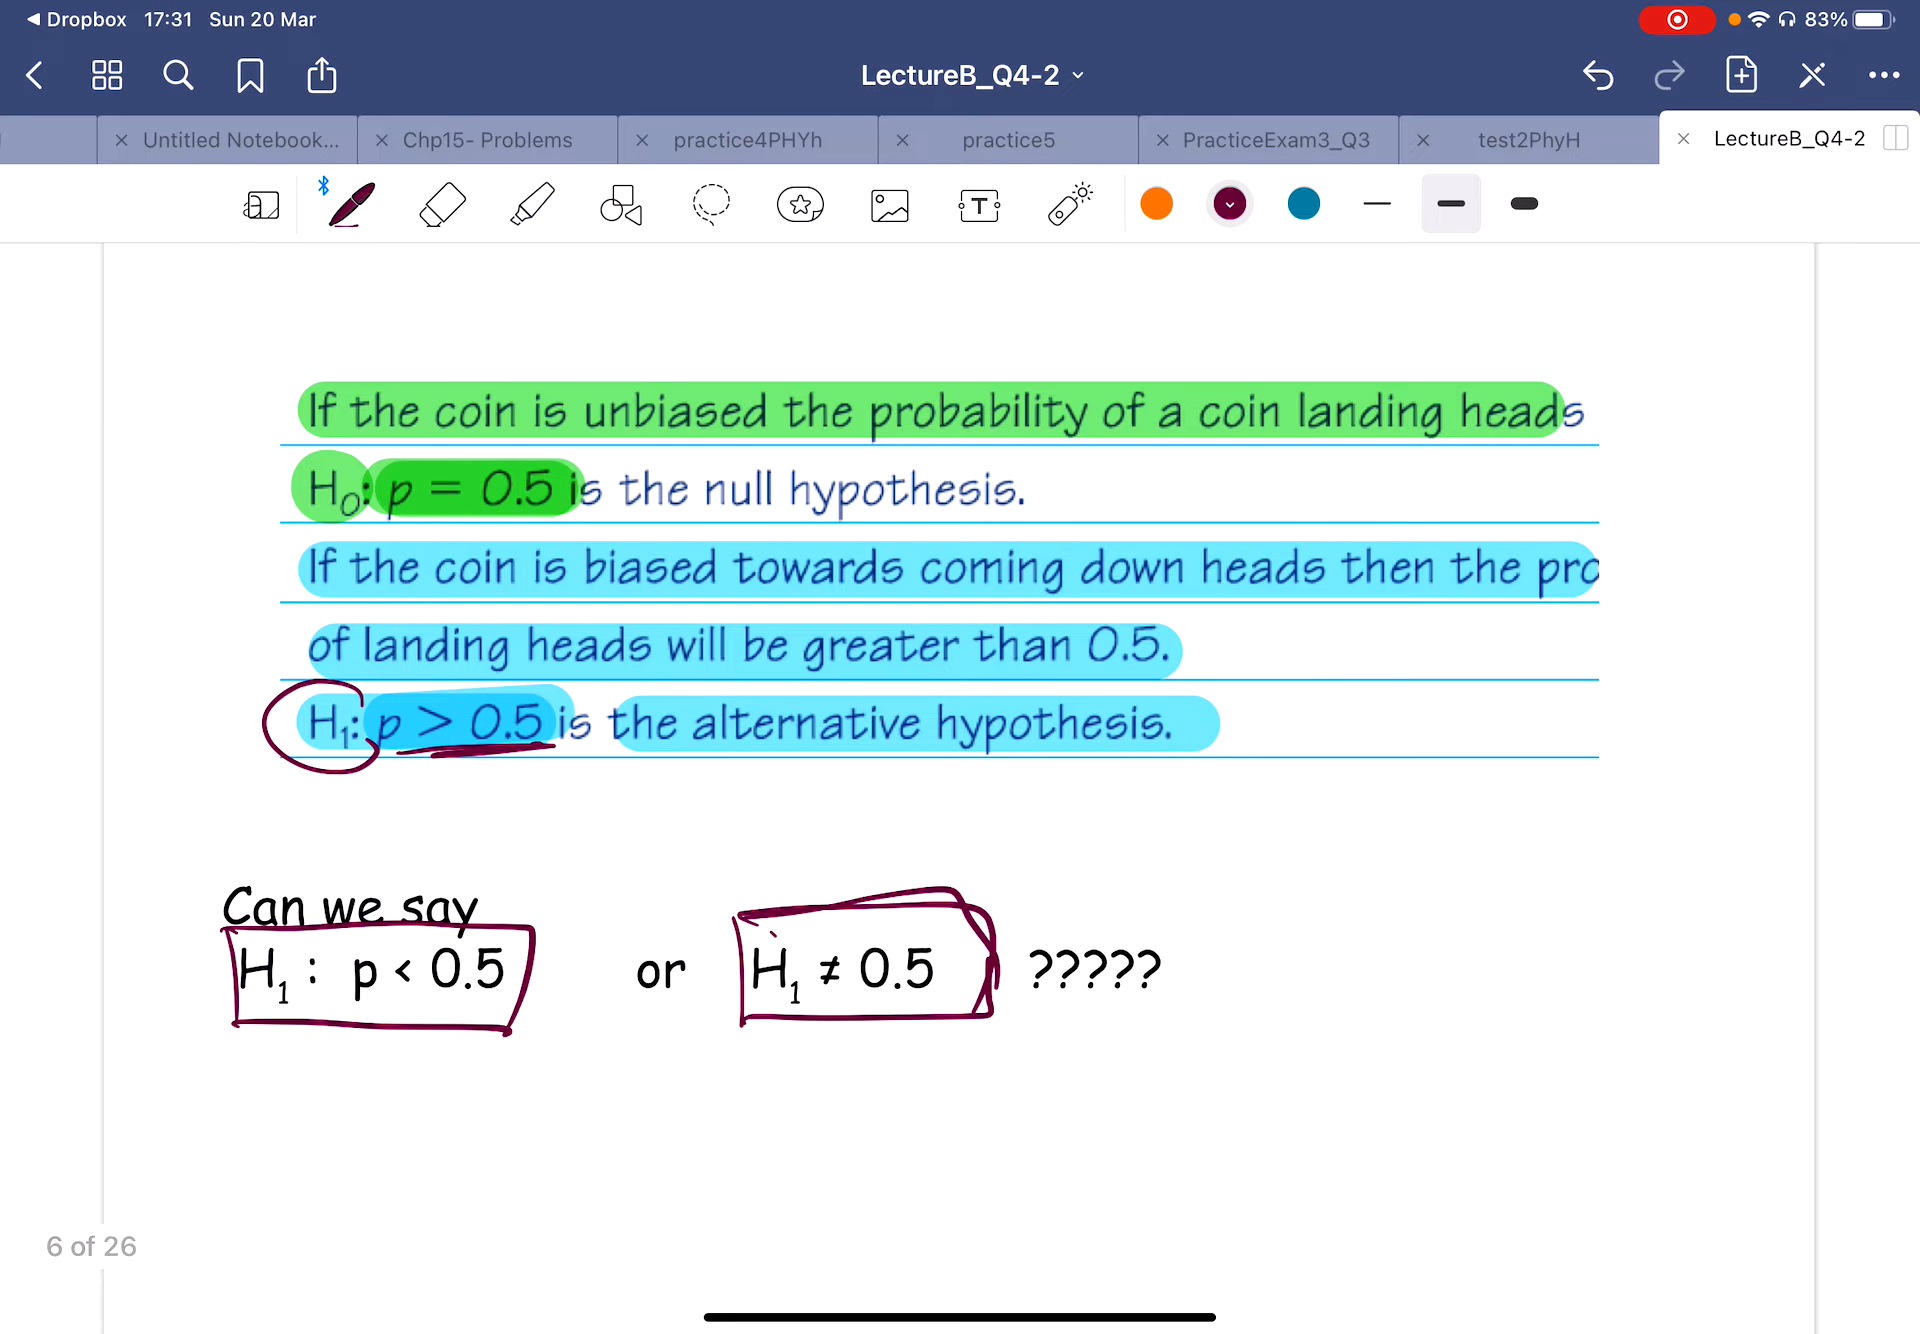 Dropbox 17:31 Sun 20 Mar 83%
LectureB_Q4-2
Untitled Notebook... Chp15- Problems practice4PHYh practice5 PracticeExam3_Q3 test2PhyH LectureB_Q4-2
If the coin is unbiased the probability of a coin landing heads
H₀: p = 0.5 is the null hypothesis.
If the coin is biased towards coming down heads then the pro
of landing heads will be greater than 0.5.
H₁: p > 0.5 is the alternative hypothesis.
Can we say
H₁ : p < 0.5 or H₁ ≠ 0.5 ?????
6 of 26